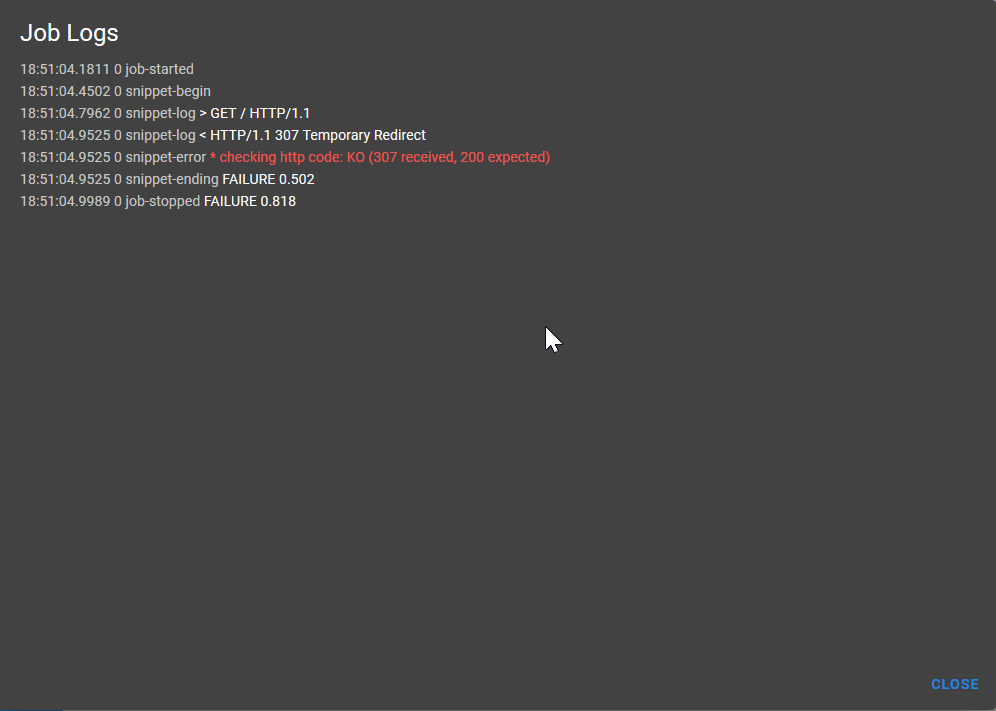 Job Logs
18:51:04.1811 0 job-started
18:51:04.4502 0 snippet-begin
18:51:04.7962 0 snippet-log > GET / HTTP/1.1
18:51:04.9525 0 snippet-log < HTTP/1.1 307 Temporary Redirect
18:51:04.9525 0 snippet-error * checking http code: KO (307 received, 200 expected)
18:51:04.9525 0 snippet-ending FAILURE 0.502
18:51:04.9989 0 job-stopped FAILURE 0.818
CLOSE